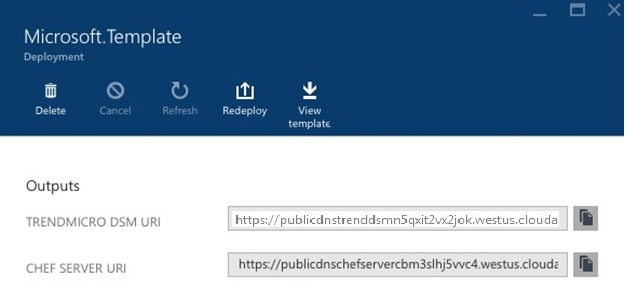 Microsoft.Template
Deployment
Delete
Cancel
Refresh
Redeploy
View
template
Outputs
TRENDMICRO DSM URI
https://publicdnstrenddsmn5qxit2vx2jok.westus.clouda
CHEF SERVER URI
https://publicdnschefservercbm3slhj5vvc4.westus.clouda